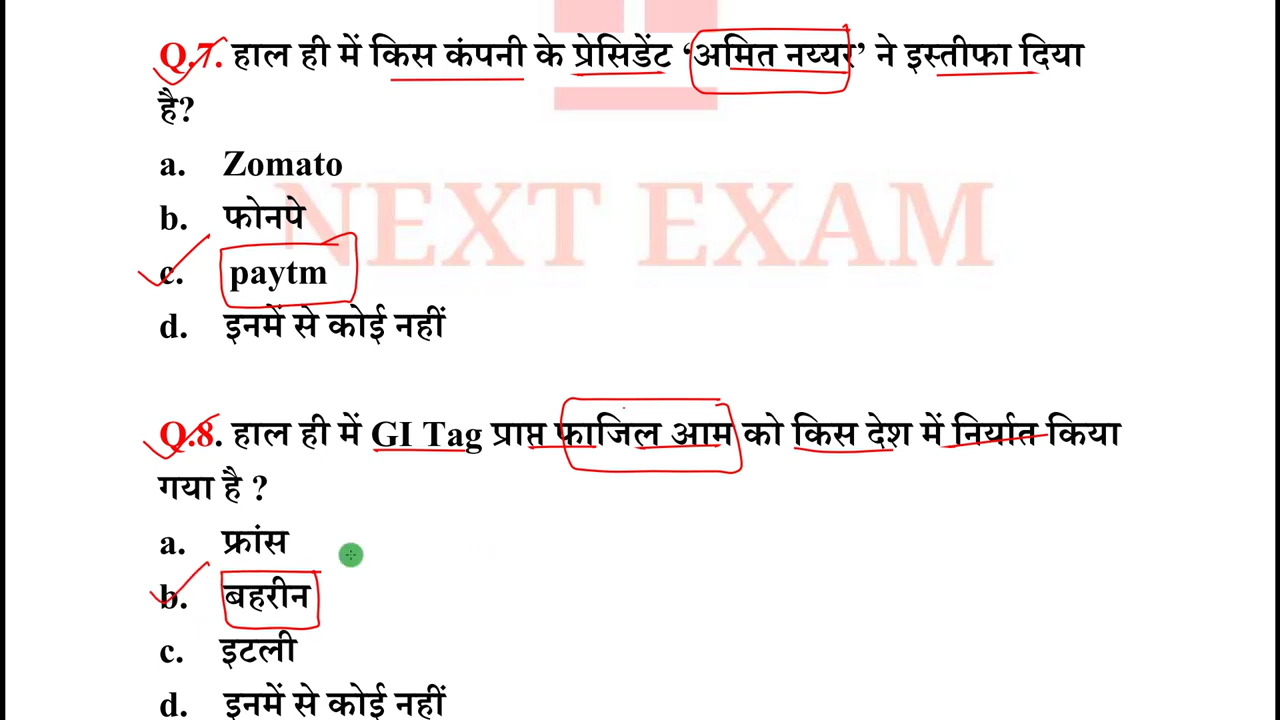 Q.7. हाल ही में किस कंपनी के प्रेसिडेंट ‘अमित नय्यर’ ने इस्तीफा दिया
है?
a. Zomato
b. फोनपे
NEXT EXAM
c. paytm
d. इनमें से कोई नहीं
Q.8. हाल ही में GI Tag प्राप्त फाजिल आम को किस देश में निर्यात किया
गया है ?
a. फ्रांस
b. बहरीन
c. इटली
d. इनमें से कोई नहीं